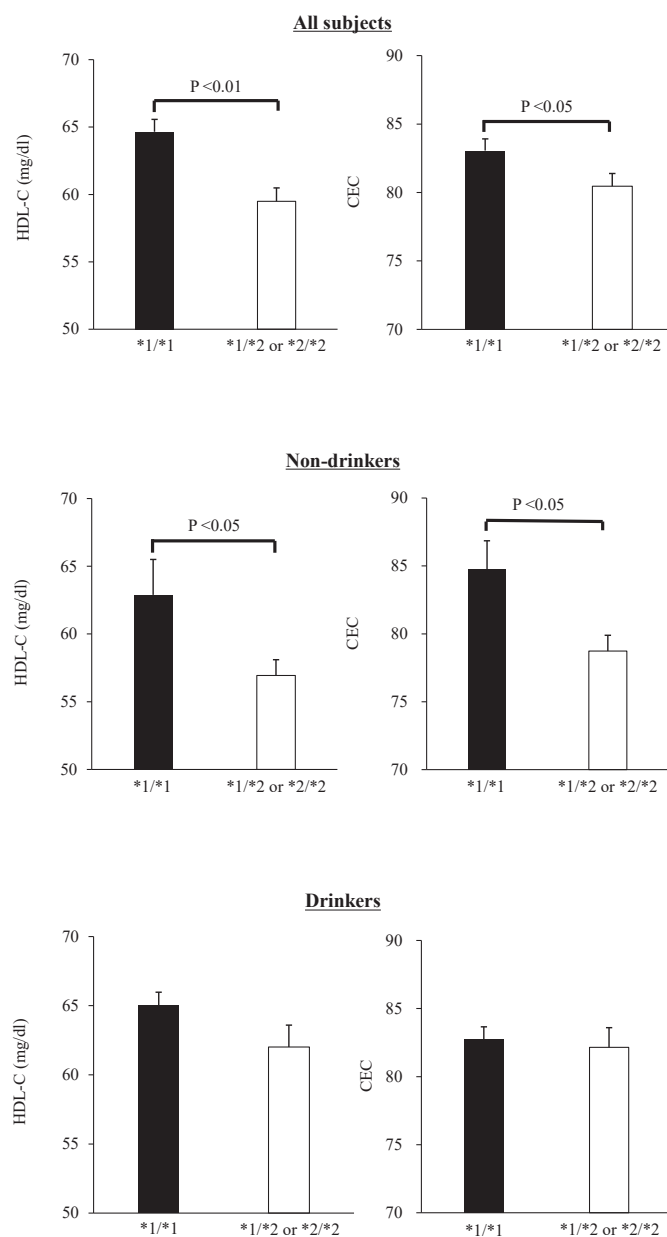 All subjects
70
65
60
55
50
HDL-C (mg/dl)
P <0.01
*1/*1
*1/*2 or *2/*2
90
85
80
75
70
CEC
P <0.05
*1/*1
*1/*2 or *2/*2
Non-drinkers
70
65
60
55
50
HDL-C (mg/dl)
P <0.05
*1/*1
*1/*2 or *2/*2
90
85
80
75
70
CEC
P <0.05
*1/*1
*1/*2 or *2/*2
Drinkers
70
65
60
55
50
HDL-C (mg/dl)
*1/*1
*1/*2 or *2/*2
90
85
80
75
70
CEC
*1/*1
*1/*2 or *2/*2